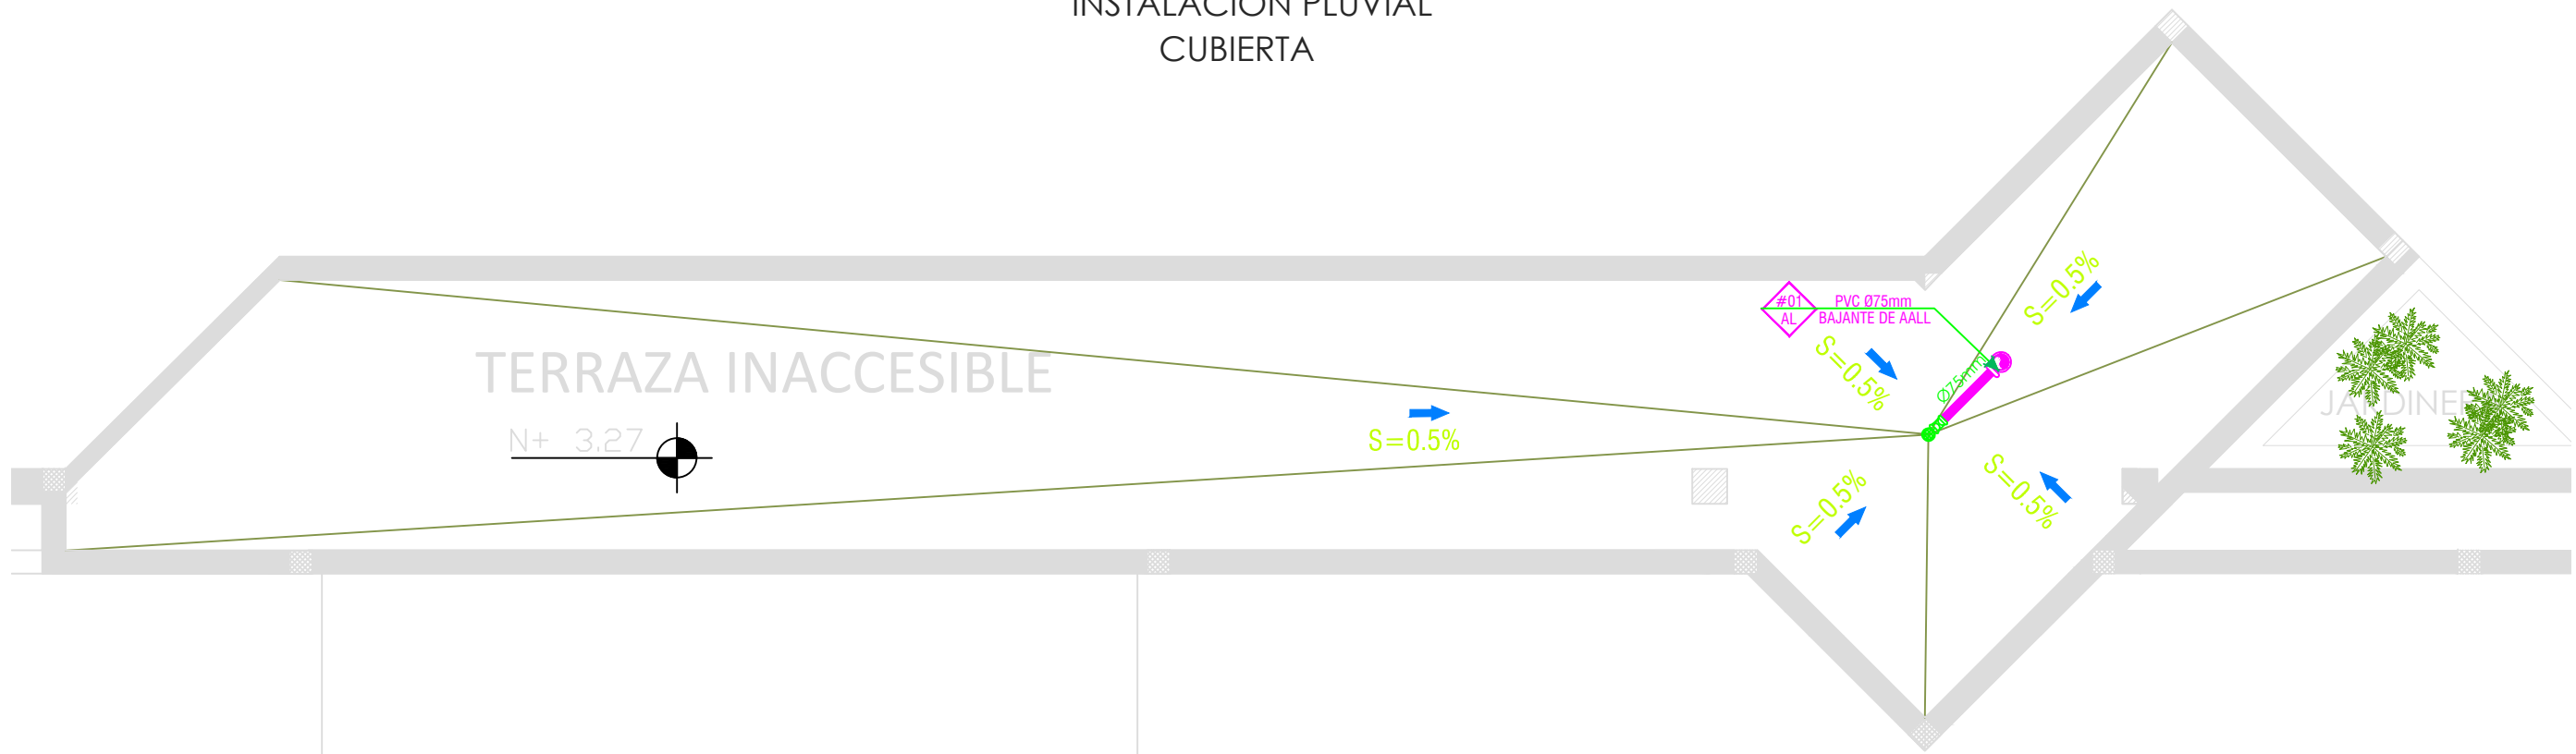 INSTALACIÓN PLUVIAL
CUBIERTA
TERRAZA INACCESIBLE
N+ 3.27
S=0.5%
#01
AL
PVC Ø75mm
BAJANTE DE AALL
S=0.5%
Ø75mm
S=0.5%
S=0.5%
S=0.5%